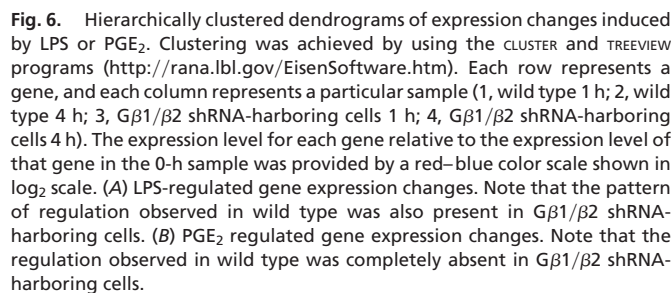 Fig. 6. Hierarchically clustered dendrograms of expression changes induced
by LPS or PGE₂. Clustering was achieved by using the CLUSTER and TREEVIEW
programs (http://rana.lbl.gov/EisenSoftware.htm). Each row represents a
gene, and each column represents a particular sample (1, wild type 1 h; 2, wild
type 4 h; 3, Gβ1/β2 shRNA-harboring cells 1 h; 4, Gβ1/β2 shRNA-harboring
cells 4 h). The expression level for each gene relative to the expression level of
that gene in the 0-h sample was provided by a red–blue color scale shown in
log₂ scale. (A) LPS-regulated gene expression changes. Note that the pattern
of regulation observed in wild type was also present in Gβ1/β2 shRNA-
harboring cells. (B) PGE₂ regulated gene expression changes. Note that the
regulation observed in wild type was completely absent in Gβ1/β2 shRNA-
harboring cells.